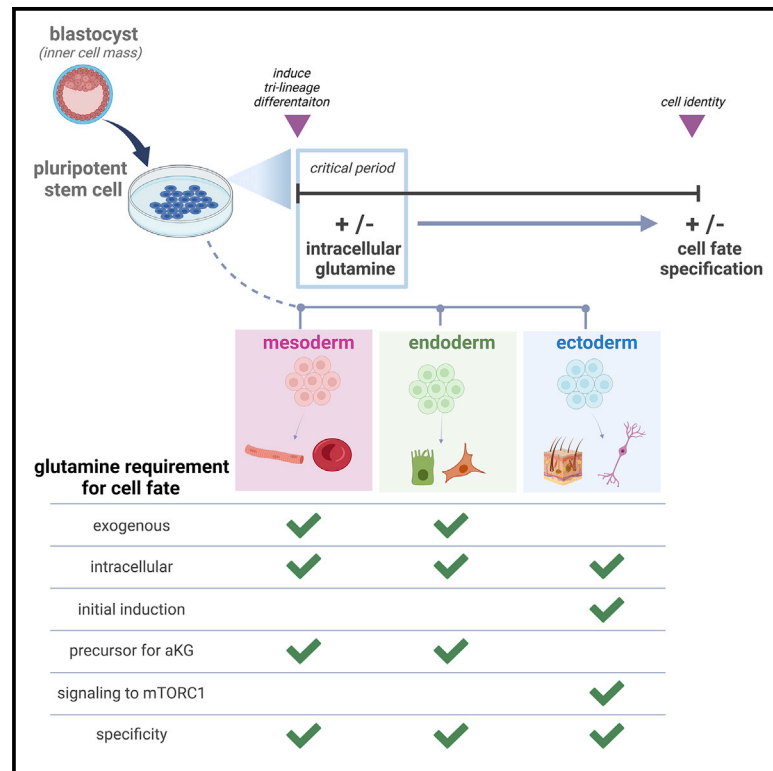 blastocyst
(inner cell mass)
pluripotent
stem cell
induce
tri-lineage
differentaiton
cell identity
critical period
+ /-
intracellular
glutamine
+ /-
cell fate
specification
mesoderm
endoderm
ectoderm
glutamine requirement
for cell fate
exogenous
intracellular
initial induction
precursor for aKG
signaling to mTORC1
specificity